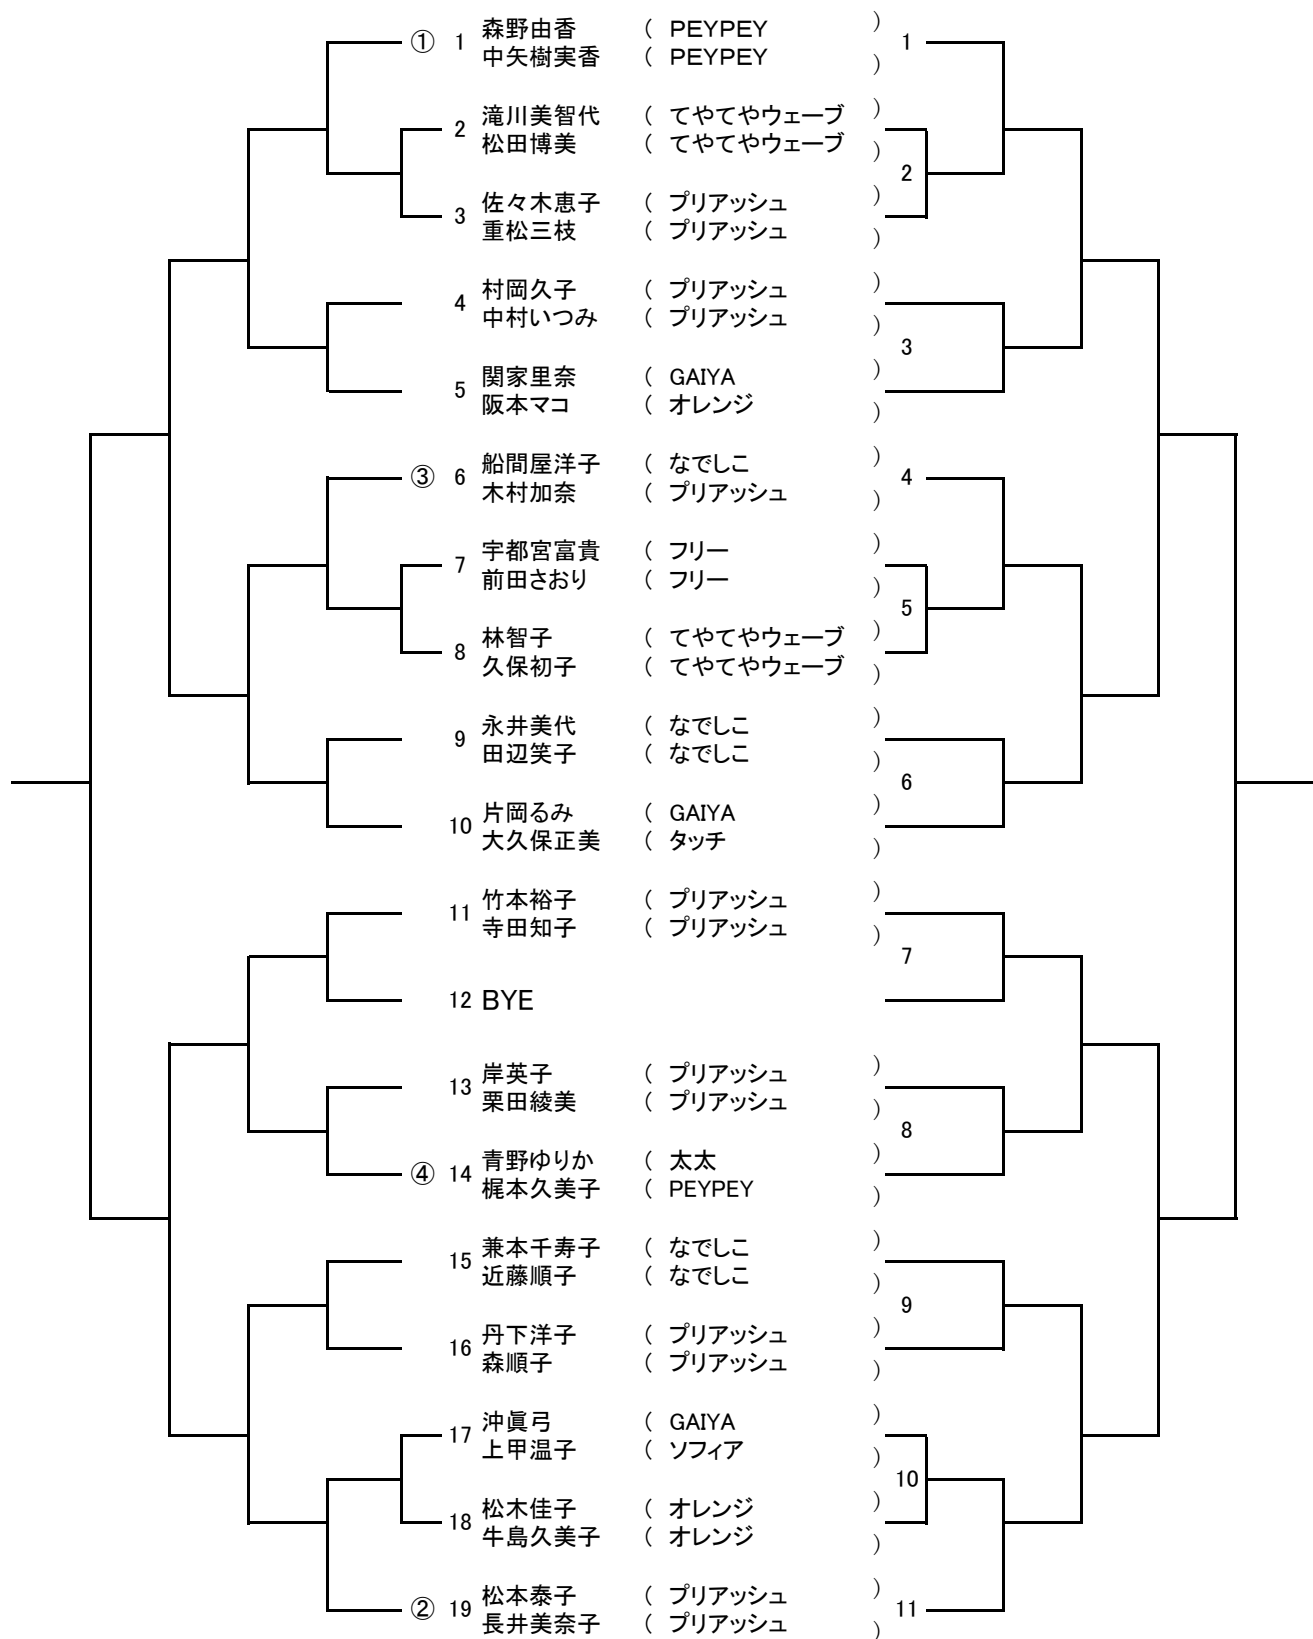 ① 1 森野由香 ( PEYPEY )
中矢樹実香 ( PEYPEY ) 1
2 滝川美智代 ( てやてやウェーブ )
松田博美 ( てやてやウェーブ )
2
3 佐々木恵子 ( プリアッシュ )
重松三枝 ( プリアッシュ )
4 村岡久子 ( プリアッシュ )
中村いつみ ( プリアッシュ )
3
5 関家里奈 ( GAIYA )
阪本マコ ( オレンジ )
③ 6 船間屋洋子 ( なでしこ )
木村加奈 ( プリアッシュ ) 4
7 宇都宮富貴 ( フリー )
前田さおり ( フリー )
5
8 林智子 ( てやてやウェーブ )
久保初子 ( てやてやウェーブ )
9 永井美代 ( なでしこ )
田辺笑子 ( なでしこ )
6
10 片岡るみ ( GAIYA )
大久保正美 ( タッチ )
11 竹本裕子 ( プリアッシュ )
寺田知子 ( プリアッシュ )
7
12 BYE
13 岸英子 ( プリアッシュ )
栗田綾美 ( プリアッシュ )
8
④ 14 青野ゆりか ( 太太 )
梶本久美子 ( PEYPEY )
15 兼本千寿子 ( なでしこ )
近藤順子 ( なでしこ )
9
16 丹下洋子 ( プリアッシュ )
森順子 ( プリアッシュ )
17 沖眞弓 ( GAIYA )
上甲温子 ( ソフィア )
10
18 松木佳子 ( オレンジ )
牛島久美子 ( オレンジ )
② 19 松本泰子 ( プリアッシュ )
長井美奈子 ( プリアッシュ ) 11